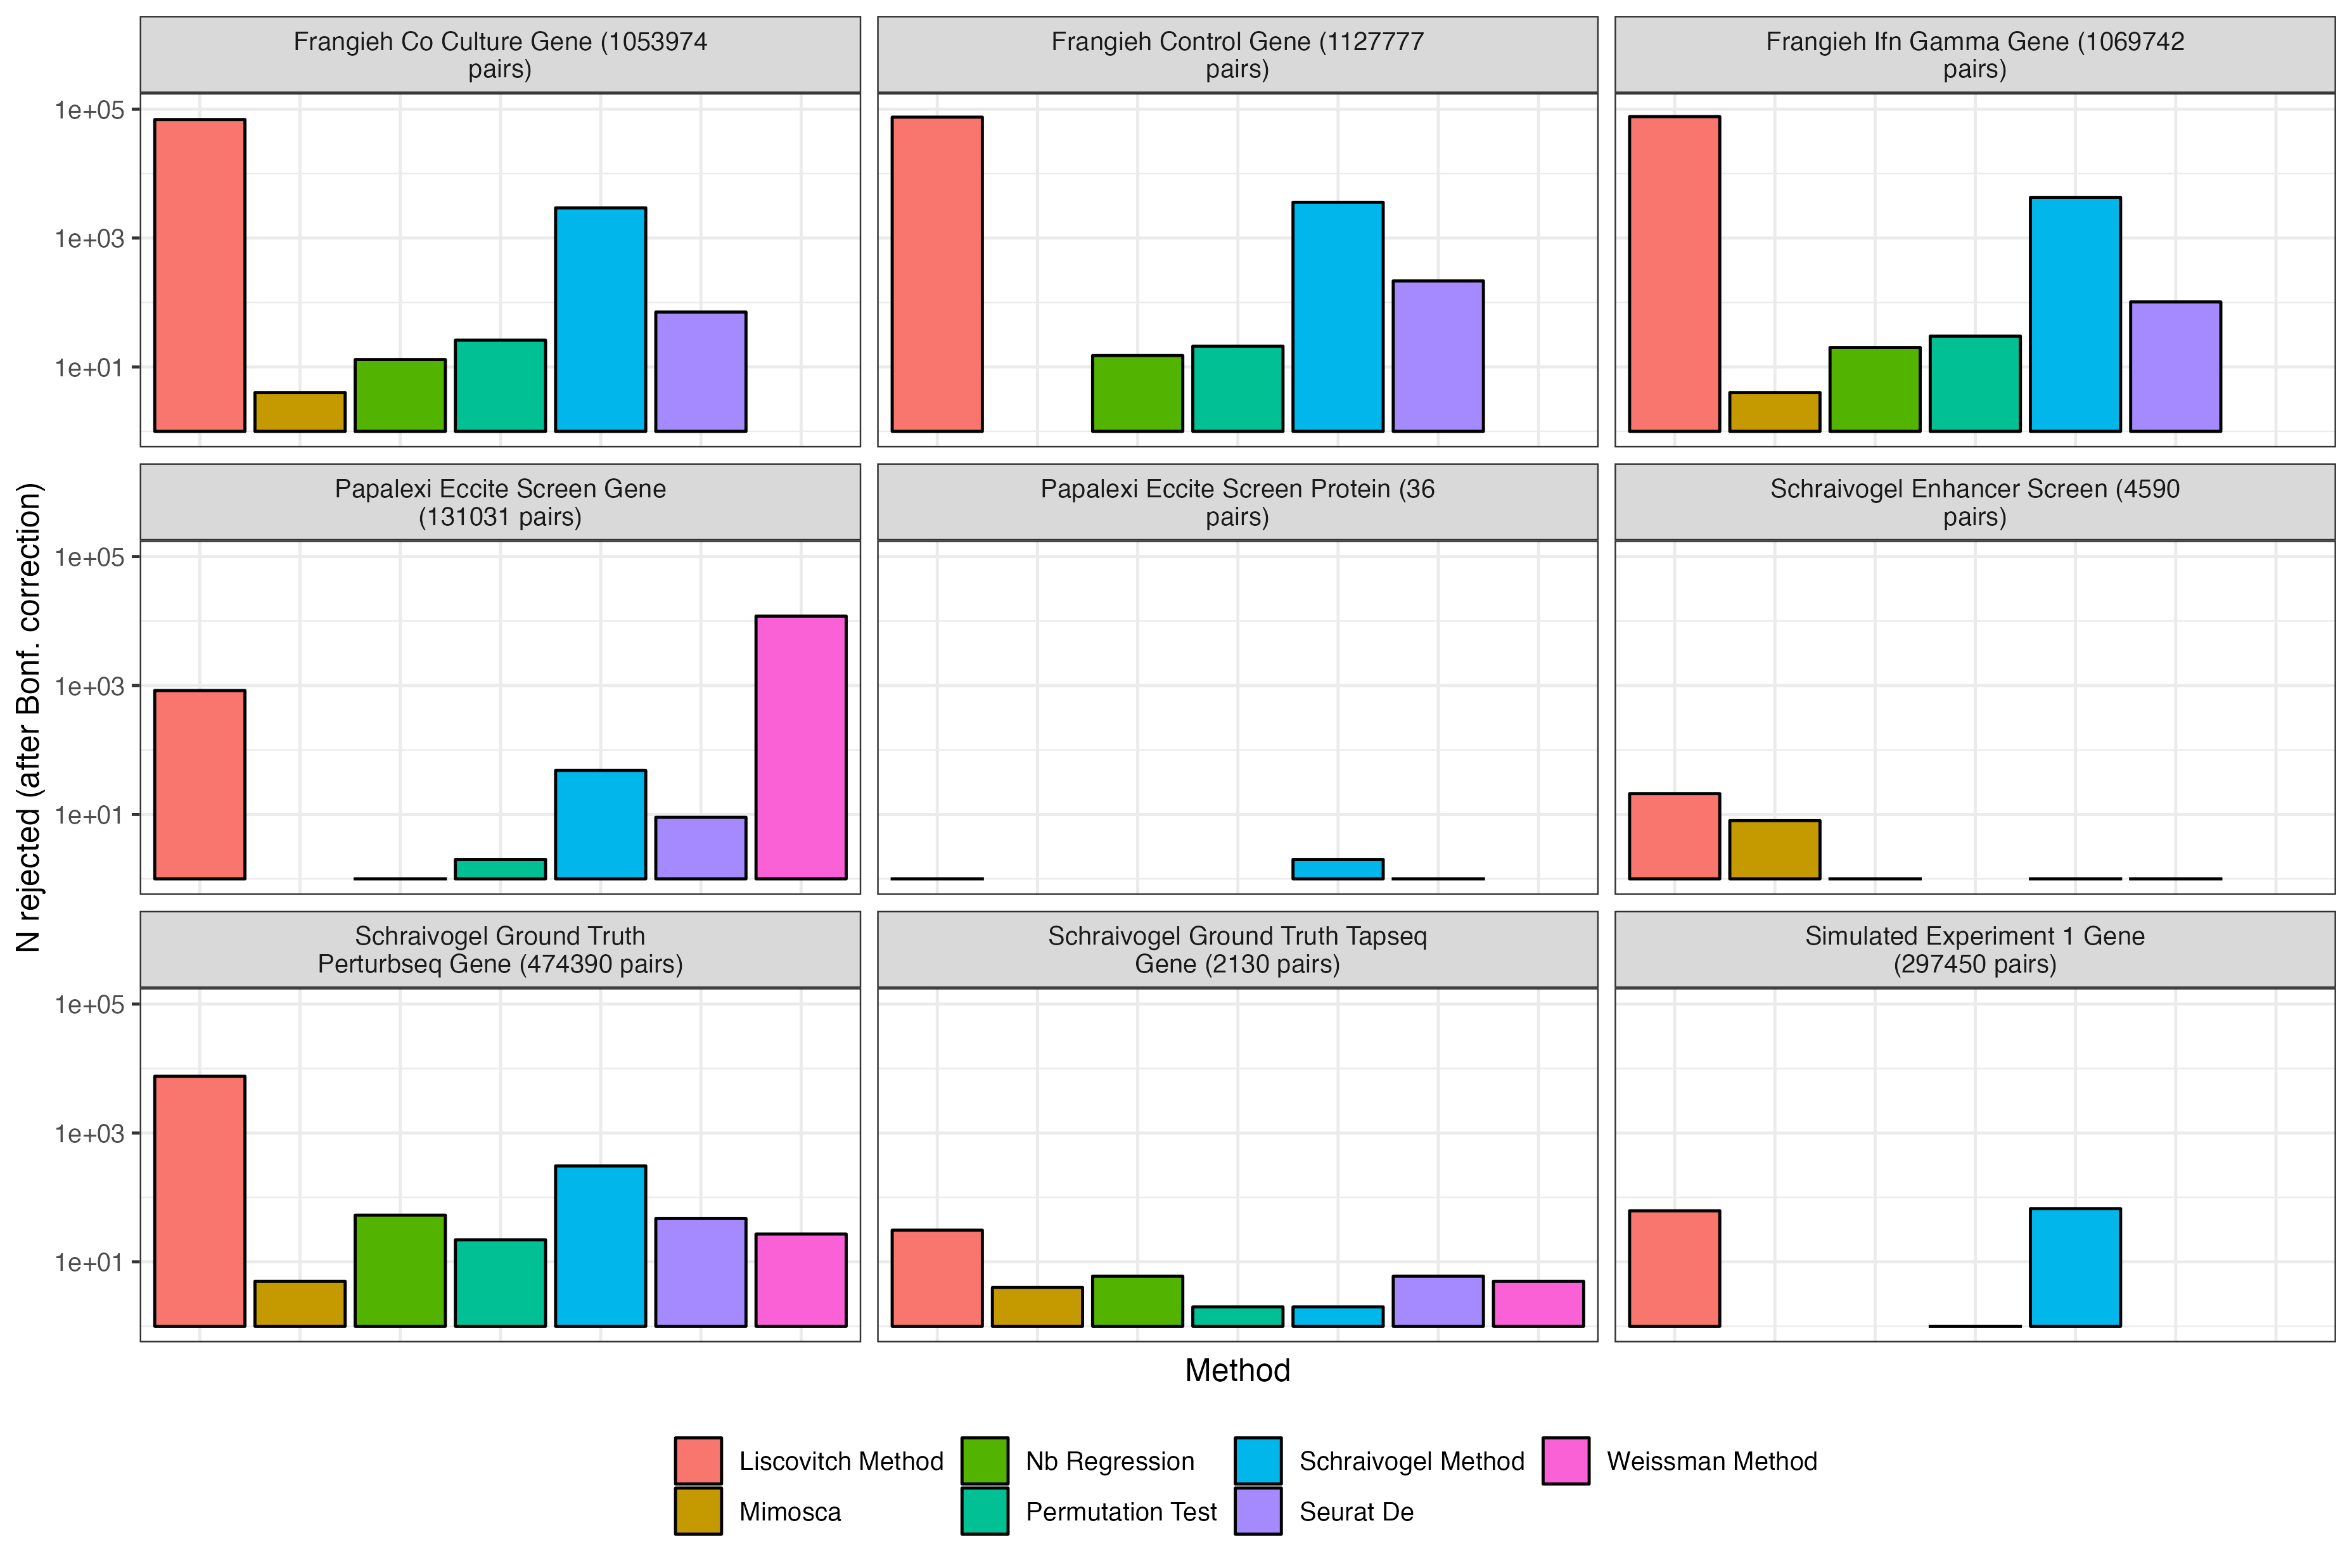 Frangieh Co Culture Gene (1053974
pairs)
Frangieh Control Gene (1127777
pairs)
Frangieh Ifn Gamma Gene (1069742
pairs)
1e+05
1e+03
1e+01
Papalexi Eccite Screen Gene
(131031 pairs)
Papalexi Eccite Screen Protein (36
pairs)
Schraivogel Enhancer Screen (4590
pairs)
1e+05
1e+03
1e+01
N rejected (after Bonf. correction)
Schraivogel Ground Truth
Perturbseq Gene (474390 pairs)
Schraivogel Ground Truth Tapseq
Gene (2130 pairs)
Simulated Experiment 1 Gene
(297450 pairs)
1e+05
1e+03
1e+01
Method
Liscovitch Method
Nb Regression
Schraivogel Method
Weissman Method
Mimosca
Permutation Test
Seurat De